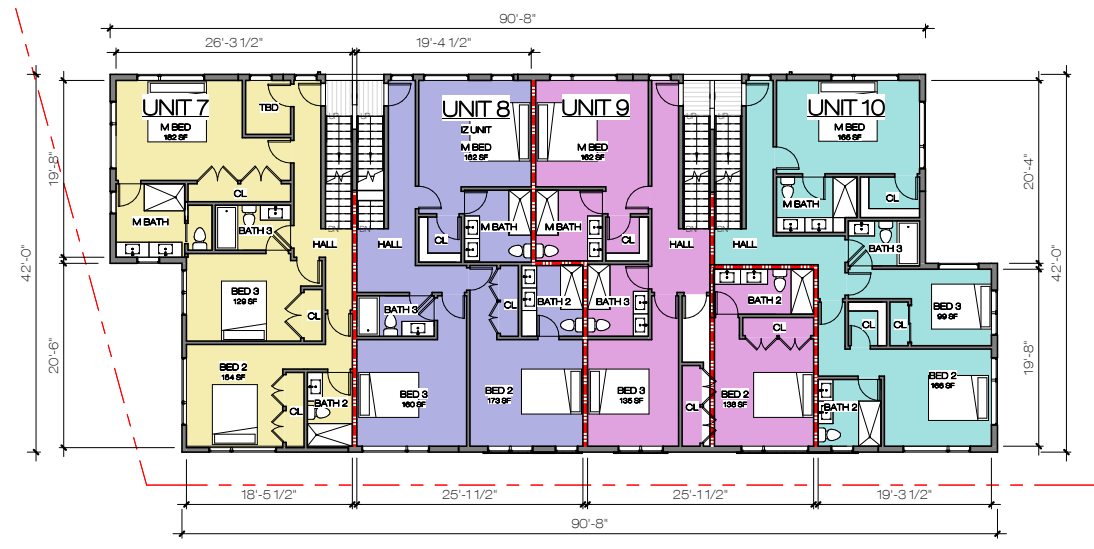 90'-8"
26'-3 1/2"
19'-4 1/2"
UNIT 7
M BED
162 SF
TBD
UNIT 8
IZ UNIT
M BED
162 SF
UNIT 9
M BED
162 SF
UNIT 10
M BED
166 SF
19'-8"
20'-4"
42'-0"
42'-0"
CL
M BATH
BATH 3
HALL
HALL
CL
M BATH
M BATH
CL
HALL
HALL
M BATH
CL
BATH 3
BED 3
129 SF
CL
BATH 3
CL
BATH 2
BATH 3
BATH 2
CL
CL
CL
BED 3
99 SF
20'-6"
19'-8"
BED 2
154 SF
CL
BATH 2
BED 3
160 SF
BED 2
173 SF
BED 3
135 SF
CL
BED 2
138 SF
BATH 2
BED 2
166 SF
18'-5 1/2"
25'-1 1/2"
25'-1 1/2"
19'-3 1/2"
90'-8"